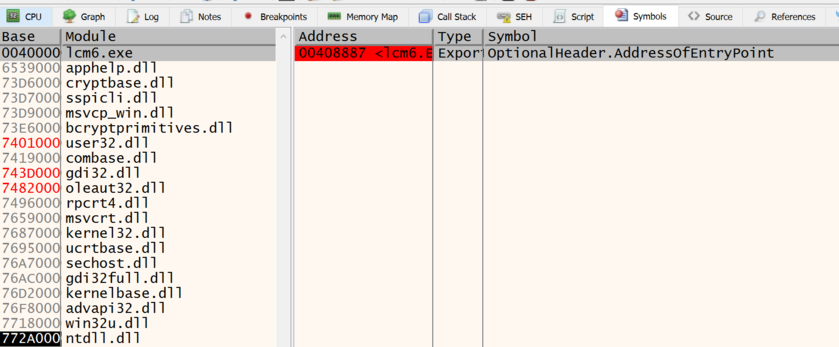 CPU Graph Log Notes Breakpoints Memory Map Call Stack SEH Script Symbols Source References
Base Module Address Type Symbol
0040000 lcm6.exe 00408887 <lcm6.E Export OptionalHeader.AddressOfEntryPoint
6539000 apphelp.dll
73D6000 cryptbase.dll
73D7000 sspicli.dll
73D9000 msvcp_win.dll
73E6000 bcryptprimitives.dll
7401000 user32.dll
7419000 combase.dll
743D000 gdi32.dll
7482000 oleaut32.dll
7496000 rpcrt4.dll
7659000 msvcrt.dll
7687000 kernel32.dll
7695000 ucrtbase.dll
76A7000 sechost.dll
76AC000 gdi32full.dll
76D2000 kernelbase.dll
76F8000 advapi32.dll
7718000 win32u.dll
772A000 ntdll.dll